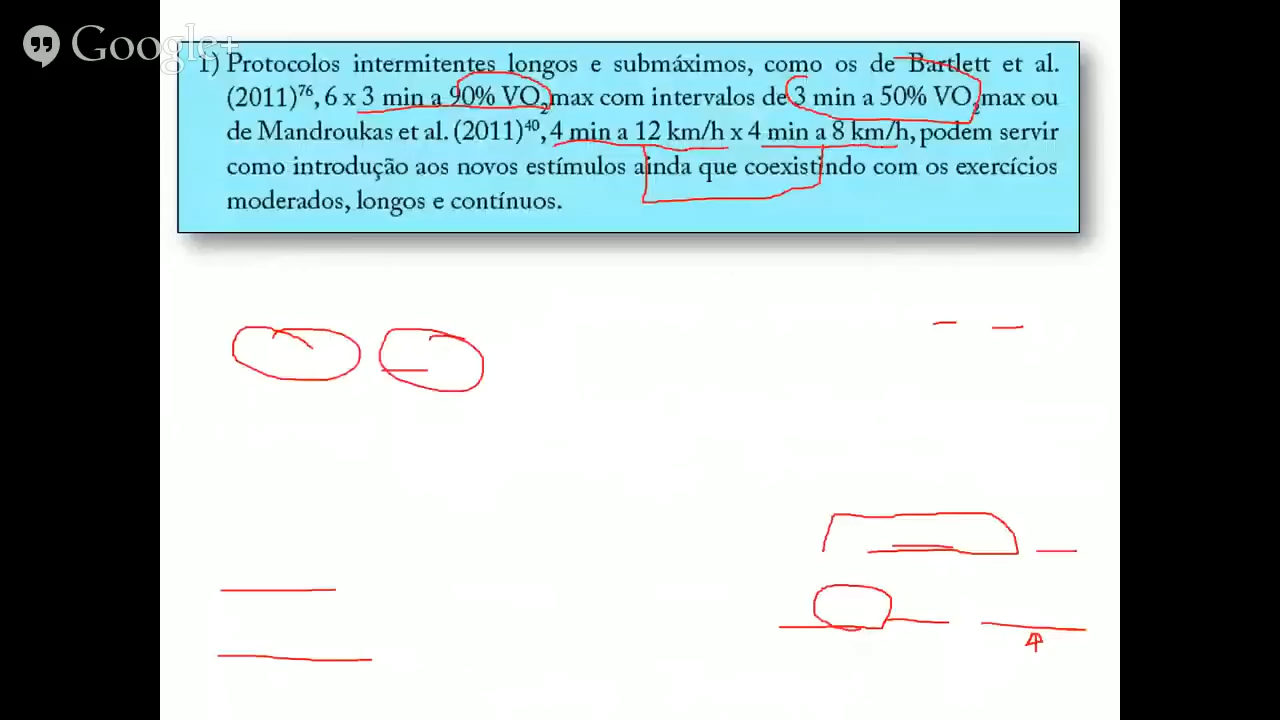 Google+
1) Protocolos intermitentes longos e submáximos, como os de Bartlett et al.
(2011)⁷⁶, 6 x 3 min a 90% VO₂max com intervalos de 3 min a 50% VO₂max ou
de Mandroukas et al. (2011)⁴⁰, 4 min a 12 km/h x 4 min a 8 km/h, podem servir
como introdução aos novos estímulos ainda que coexistindo com os exercícios
moderados, longos e contínuos.